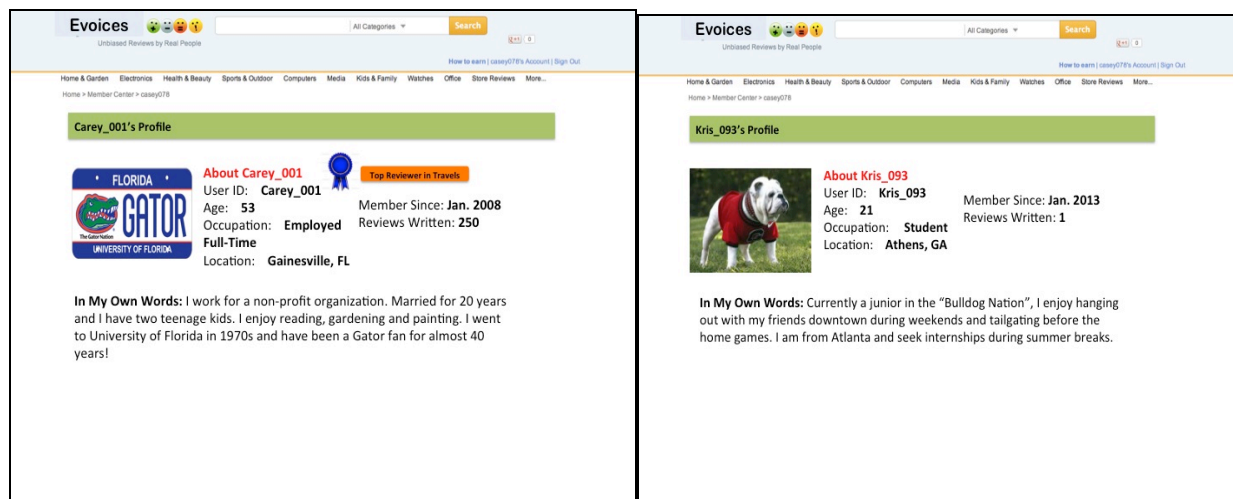 Evoices
All Categories
Search
Unbiased Reviews by Real People
g +1 0
How to earn | casey078's Account | Sign Out
Home & Garden Electronics Health & Beauty Sports & Outdoor Computers Media Kids & Family Watches Office Store Reviews More...
Home > Member Center > casey078
Carey_001's Profile
FLORIDA
GATOR
The Gator Nation
UNIVERSITY OF FLORIDA
About Carey_001
User ID: Carey_001
Age: 53
Occupation: Employed
Full-Time
Location: Gainesville, FL
Top Reviewer in Travels
Member Since: Jan. 2008
Reviews Written: 250
In My Own Words: I work for a non-profit organization. Married for 20 years
and I have two teenage kids. I enjoy reading, gardening and painting. I went
to University of Florida in 1970s and have been a Gator fan for almost 40
years!
Evoices
All Categories
Search
Unbiased Reviews by Real People
g +1 0
How to earn | casey078's Account | Sign Out
Home & Garden Electronics Health & Beauty Sports & Outdoor Computers Media Kids & Family Watches Office Store Reviews More...
Home > Member Center > casey078
Kris_093's Profile
About Kris_093
User ID: Kris_093
Age: 21
Occupation: Student
Location: Athens, GA
Member Since: Jan. 2013
Reviews Written: 1
In My Own Words: Currently a junior in the “Bulldog Nation”, I enjoy hanging
out with my friends downtown during weekends and tailgating before the
home games. I am from Atlanta and seek internships during summer breaks.